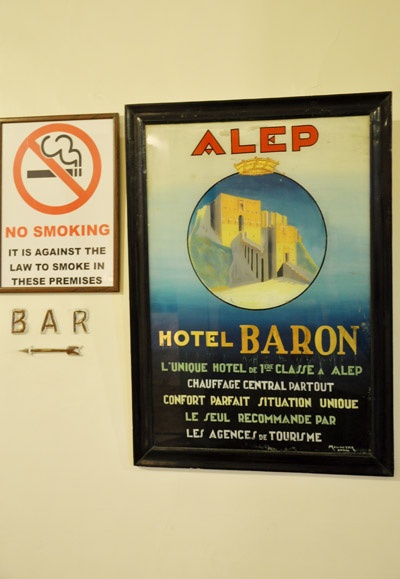 NO SMOKING
IT IS AGAINST THE
LAW TO SMOKE IN
THESE PREMISES
BAR
ALEP
HOTEL BARON
L'UNIQUE HOTEL DE 1ERE CLASSE A ALEP
CHAUFFAGE CENTRAL PARTOUT
CONFORT PARFAIT SITUATION UNIQUE
LE SEUL RECOMMANDE PAR
LES AGENCES DE TOURISME